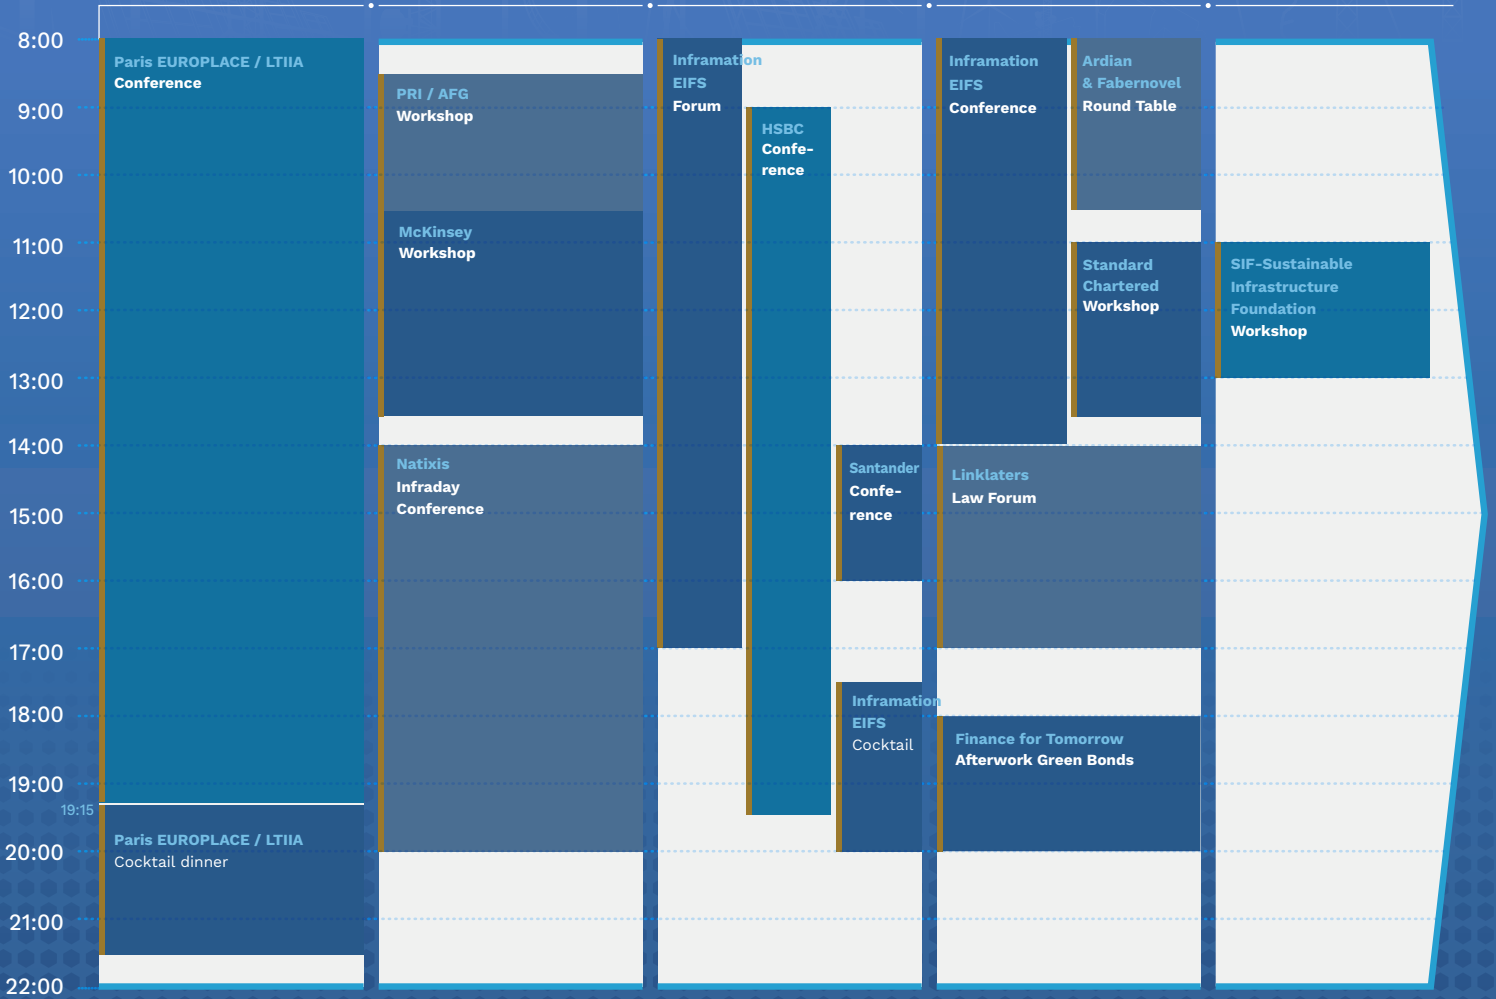 8:00
9:00
10:00
11:00
12:00
13:00
14:00
15:00
16:00
17:00
18:00
19:00
19:15
20:00
21:00
22:00
Paris EUROPLACE / LTIIA
Conference
Paris EUROPLACE / LTIIA
Cocktail dinner
PRI / AFG
Workshop
McKinsey
Workshop
Natixis
Infraday
Conference
Inframation
EIFS
Forum
HSBC
Confe-
rence
Santander
Confe-
rence
Inframation
EIFS
Cocktail
Inframation
EIFS
Conference
Ardian
& Fabernovel
Round Table
Standard
Chartered
Workshop
Linklaters
Law Forum
Finance for Tomorrow
Afterwork Green Bonds
SIF-Sustainable
Infrastructure
Foundation
Workshop